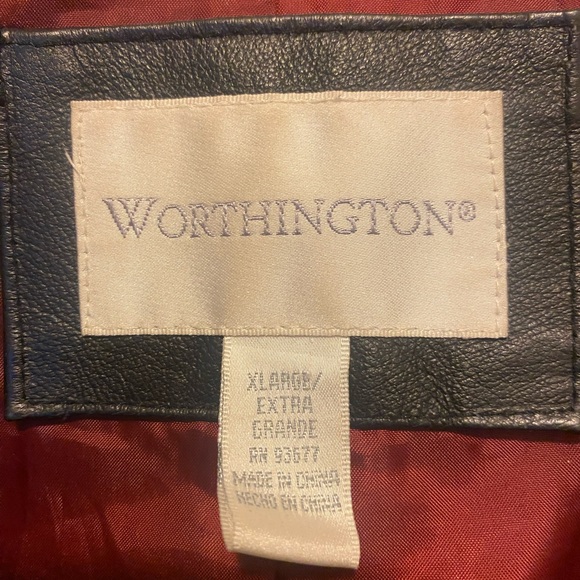 WORTHINGTON®
XLARGE/
EXTRA
GRANDE
RN 93677
MADE IN CHINA
HECHO EN CHINA